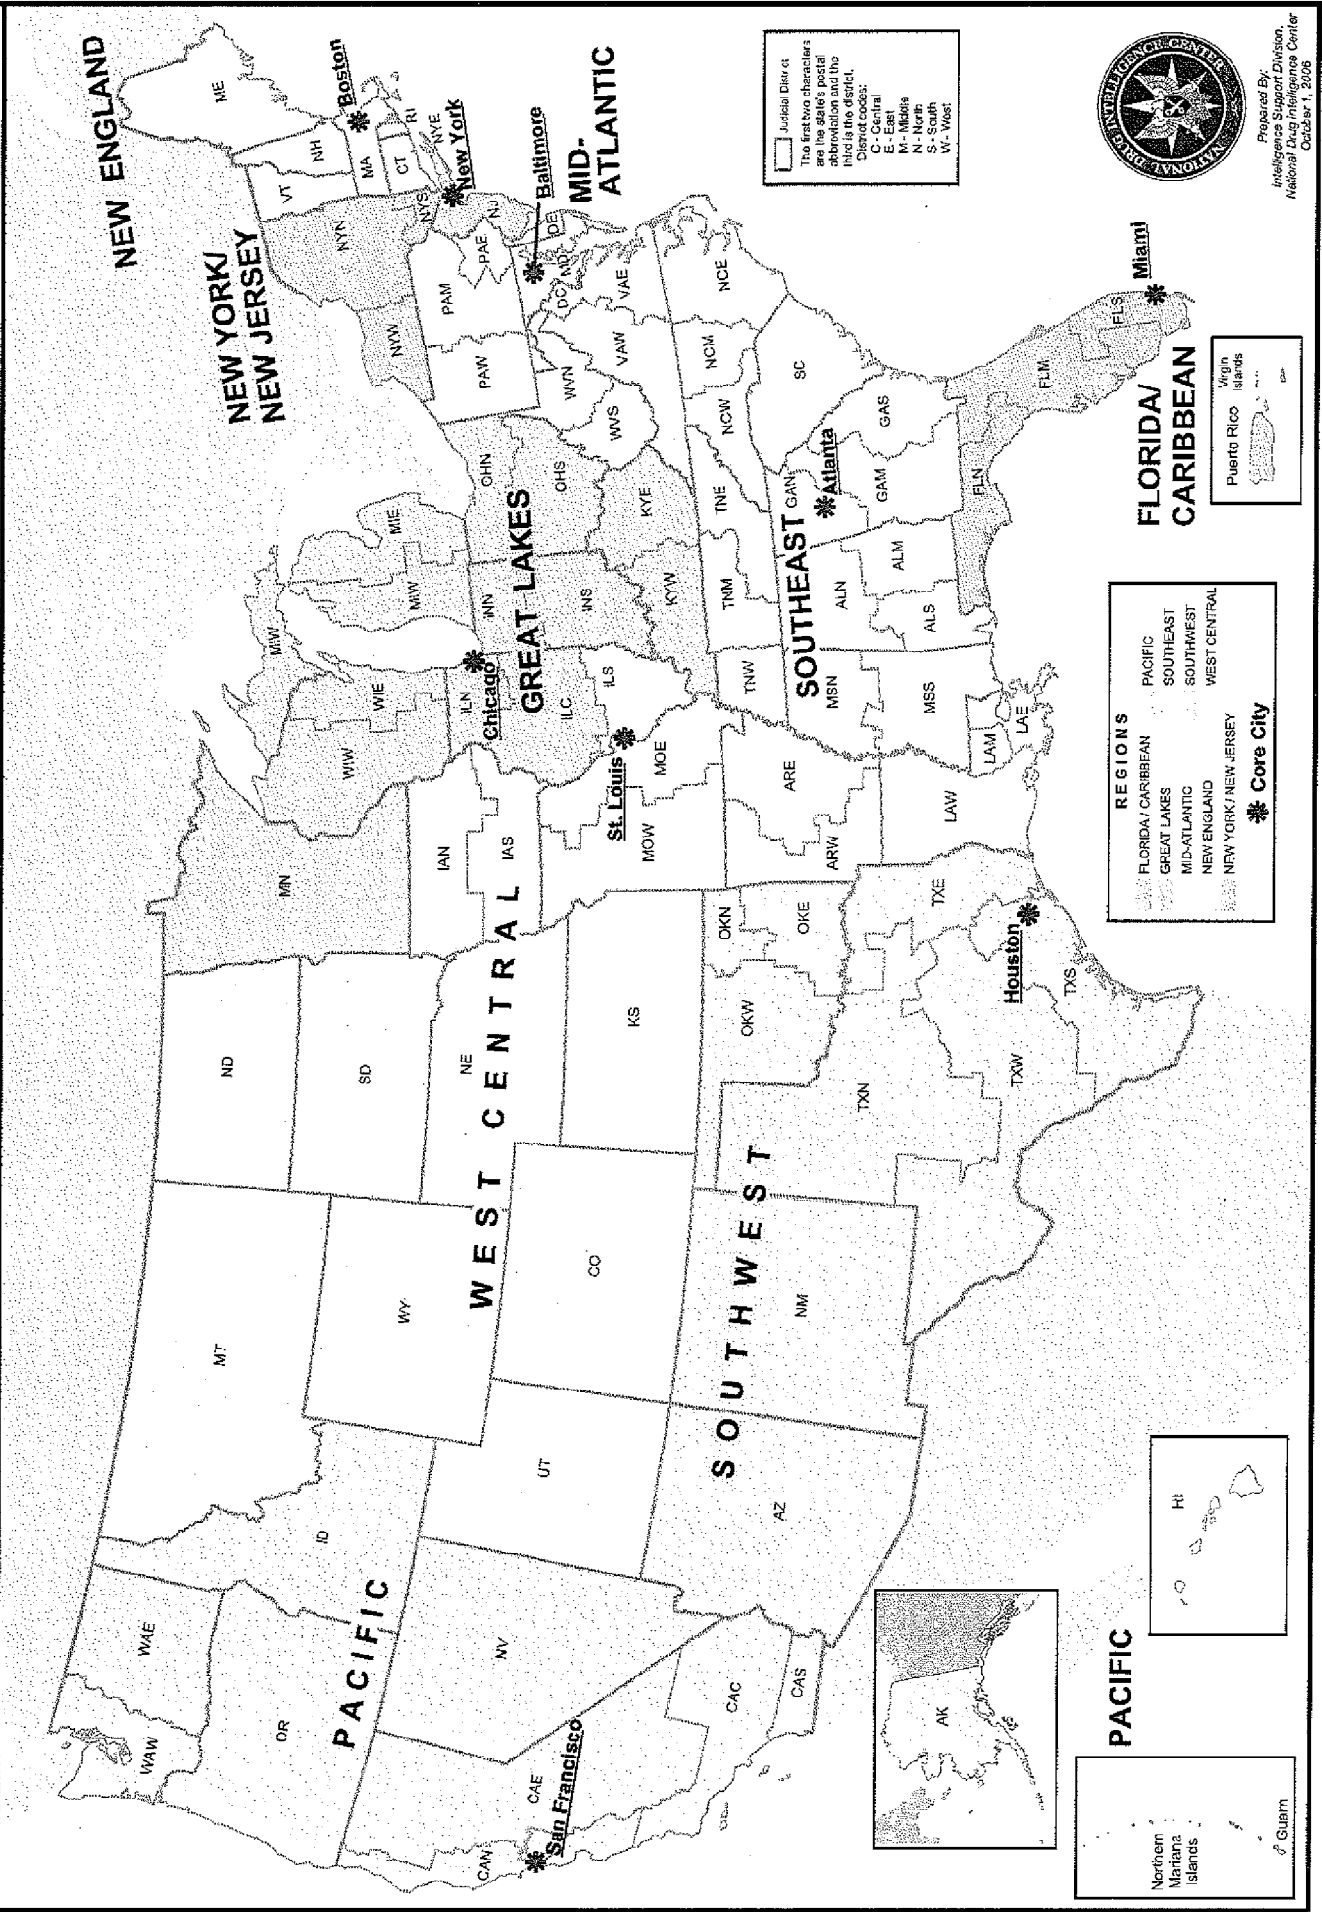 NEW ENGLAND
NEW YORK/
NEW JERSEY
MID-
ATLANTIC
GREAT LAKES
SOUTHEAST
FLORIDA/
CARIBBEAN
WEST CENTRAL
SOUTHWEST
PACIFIC
PACIFIC
Boston
New York
Baltimore
Chicago
St. Louis
Atlanta
Miami
Houston
San Francisco
WAW
WAE
OR
ID
MT
ND
MN
WIW
WIE
MIW
MIW
MIE
NYW
NYN
VT
NH
ME
MA
RI
CT
NYE
NYS
NJ
PAW
PAM
PAE
DE
MD
DC
WY
SD
NE
IAN
IAS
ILN
ILC
ILS
INN
INS
OHN
OHS
WVN
WVS
VAW
VAE
CAN
CAE
CAC
CAS
NV
UT
CO
KS
MOW
MOE
KYW
KYE
AZ
NM
OKW
OKN
OKE
ARW
ARE
TNW
TNM
TNE
NCW
NCM
NCE
SC
TXN
TXW
TXS
TXE
LAW
LAM
LAE
MSN
MSS
ALN
ALM
ALS
GAN
GAM
GAS
FLN
FLM
FLS
AK
HI
Northern
Mariana
Islands
Guam
Puerto Rico
Virgin
Islands
Judicial District
The first two characters
are the state's postal
abbreviation and the
third is the district.
District codes:
C - Central
E - East
M - Middle
N - North
S - South
W - West
REGIONS
FLORIDA / CARIBBEAN
GREAT LAKES
MID-ATLANTIC
NEW ENGLAND
NEW YORK / NEW JERSEY
PACIFIC
SOUTHEAST
SOUTHWEST
WEST CENTRAL
Core City
NATIONAL DRUG INTELLIGENCE CENTER
Prepared By:
Intelligence Support Division,
National Drug Intelligence Center
October 1, 2006